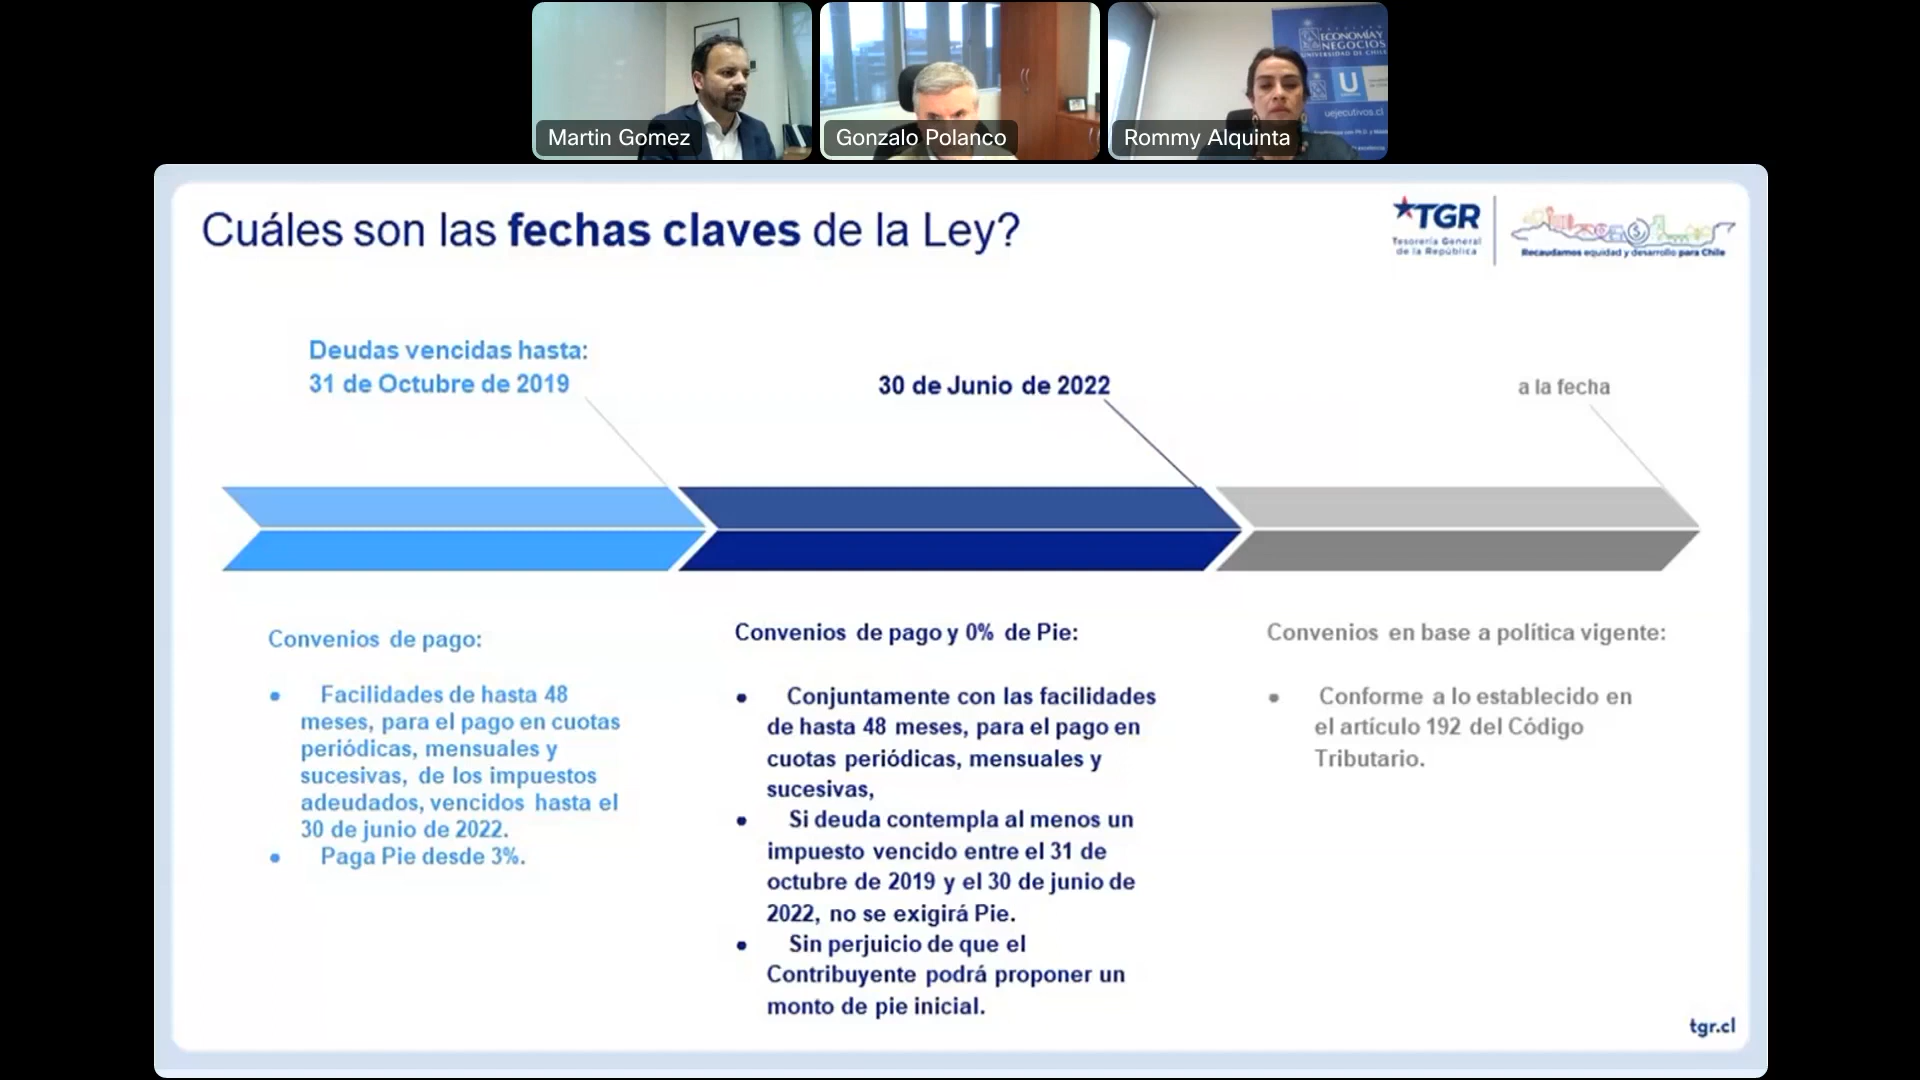 ECONOMÍA Y
NEGOCIOS
UNIVERSIDAD DE CHILE
U
uejecutivos.cl
Martin Gomez
Gonzalo Polanco
Rommy Alquinta
Cuáles son las fechas claves de la Ley?
TGR
Tesorería General
de la República
Recaudamos equidad y desarrollo para Chile
Deudas vencidas hasta:
31 de Octubre de 2019
30 de Junio de 2022
a la fecha
Convenios de pago:
• Facilidades de hasta 48
meses, para el pago en cuotas
periódicas, mensuales y
sucesivas, de los impuestos
adeudados, vencidos hasta el
30 de junio de 2022.
• Paga Pie desde 3%.
Convenios de pago y 0% de Pie:
• Conjuntamente con las facilidades
de hasta 48 meses, para el pago en
cuotas periódicas, mensuales y
sucesivas,
• Si deuda contempla al menos un
impuesto vencido entre el 31 de
octubre de 2019 y el 30 de junio de
2022, no se exigirá Pie.
• Sin perjuicio de que el
Contribuyente podrá proponer un
monto de pie inicial.
Convenios en base a política vigente:
• Conforme a lo establecido en
el artículo 192 del Código
Tributario.
tgr.cl